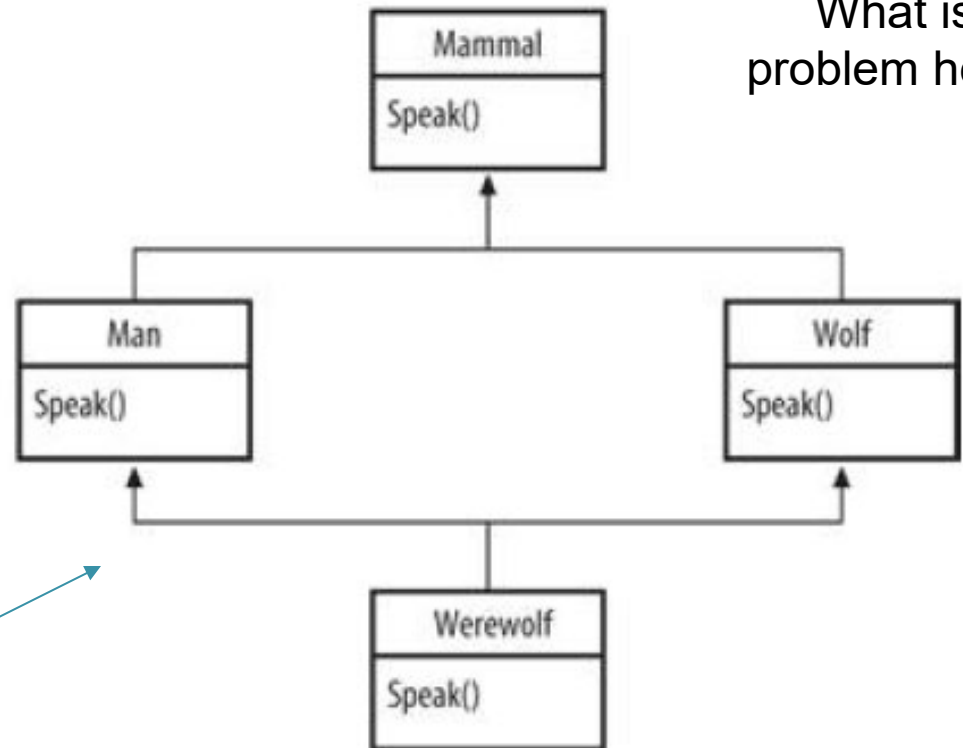 What is
problem
Mammal
Speak()
Man
Speak()
Wolf
Speak()
Werewolf
Speak()